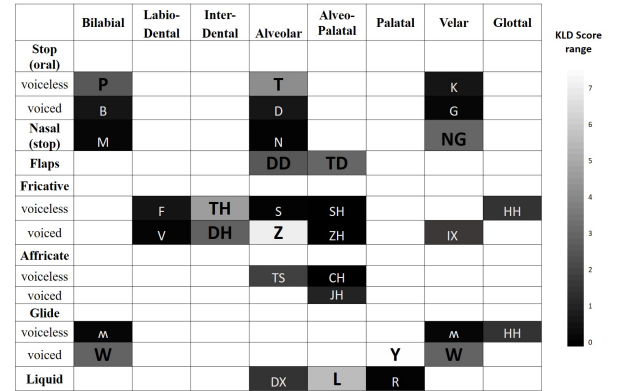 Bilabial Labio-Dental Inter-Dental Alveolar Alveo-Palatal Palatal Velar Glottal
KLD Score range
Stop (oral)
voiceless P T K
voiced B D G
Nasal (stop) M N NG
Flaps DD TD
Fricative
voiceless F TH S SH HH
voiced V DH Z ZH IX
Affricate
voiceless TS CH
voiced JH
Glide
voiceless ʍ ʍ HH
voiced W Y W
Liquid DX L R
7
6
5
4
3
2
1
0